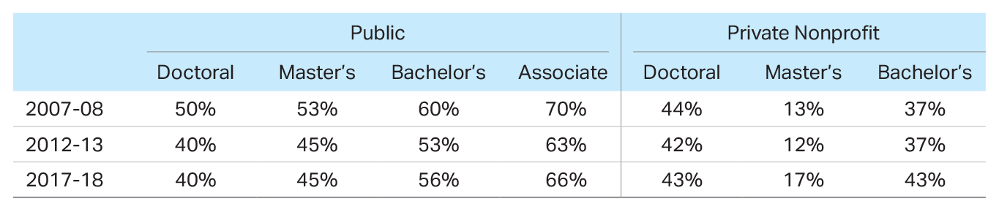 Public Private Nonprofit
Doctoral Master's Bachelor's Associate Doctoral Master's Bachelor's
2007-08 50% 53% 60% 70% 44% 13% 37%
2012-13 40% 45% 53% 63% 42% 12% 37%
2017-18 40% 45% 56% 66% 43% 17% 43%